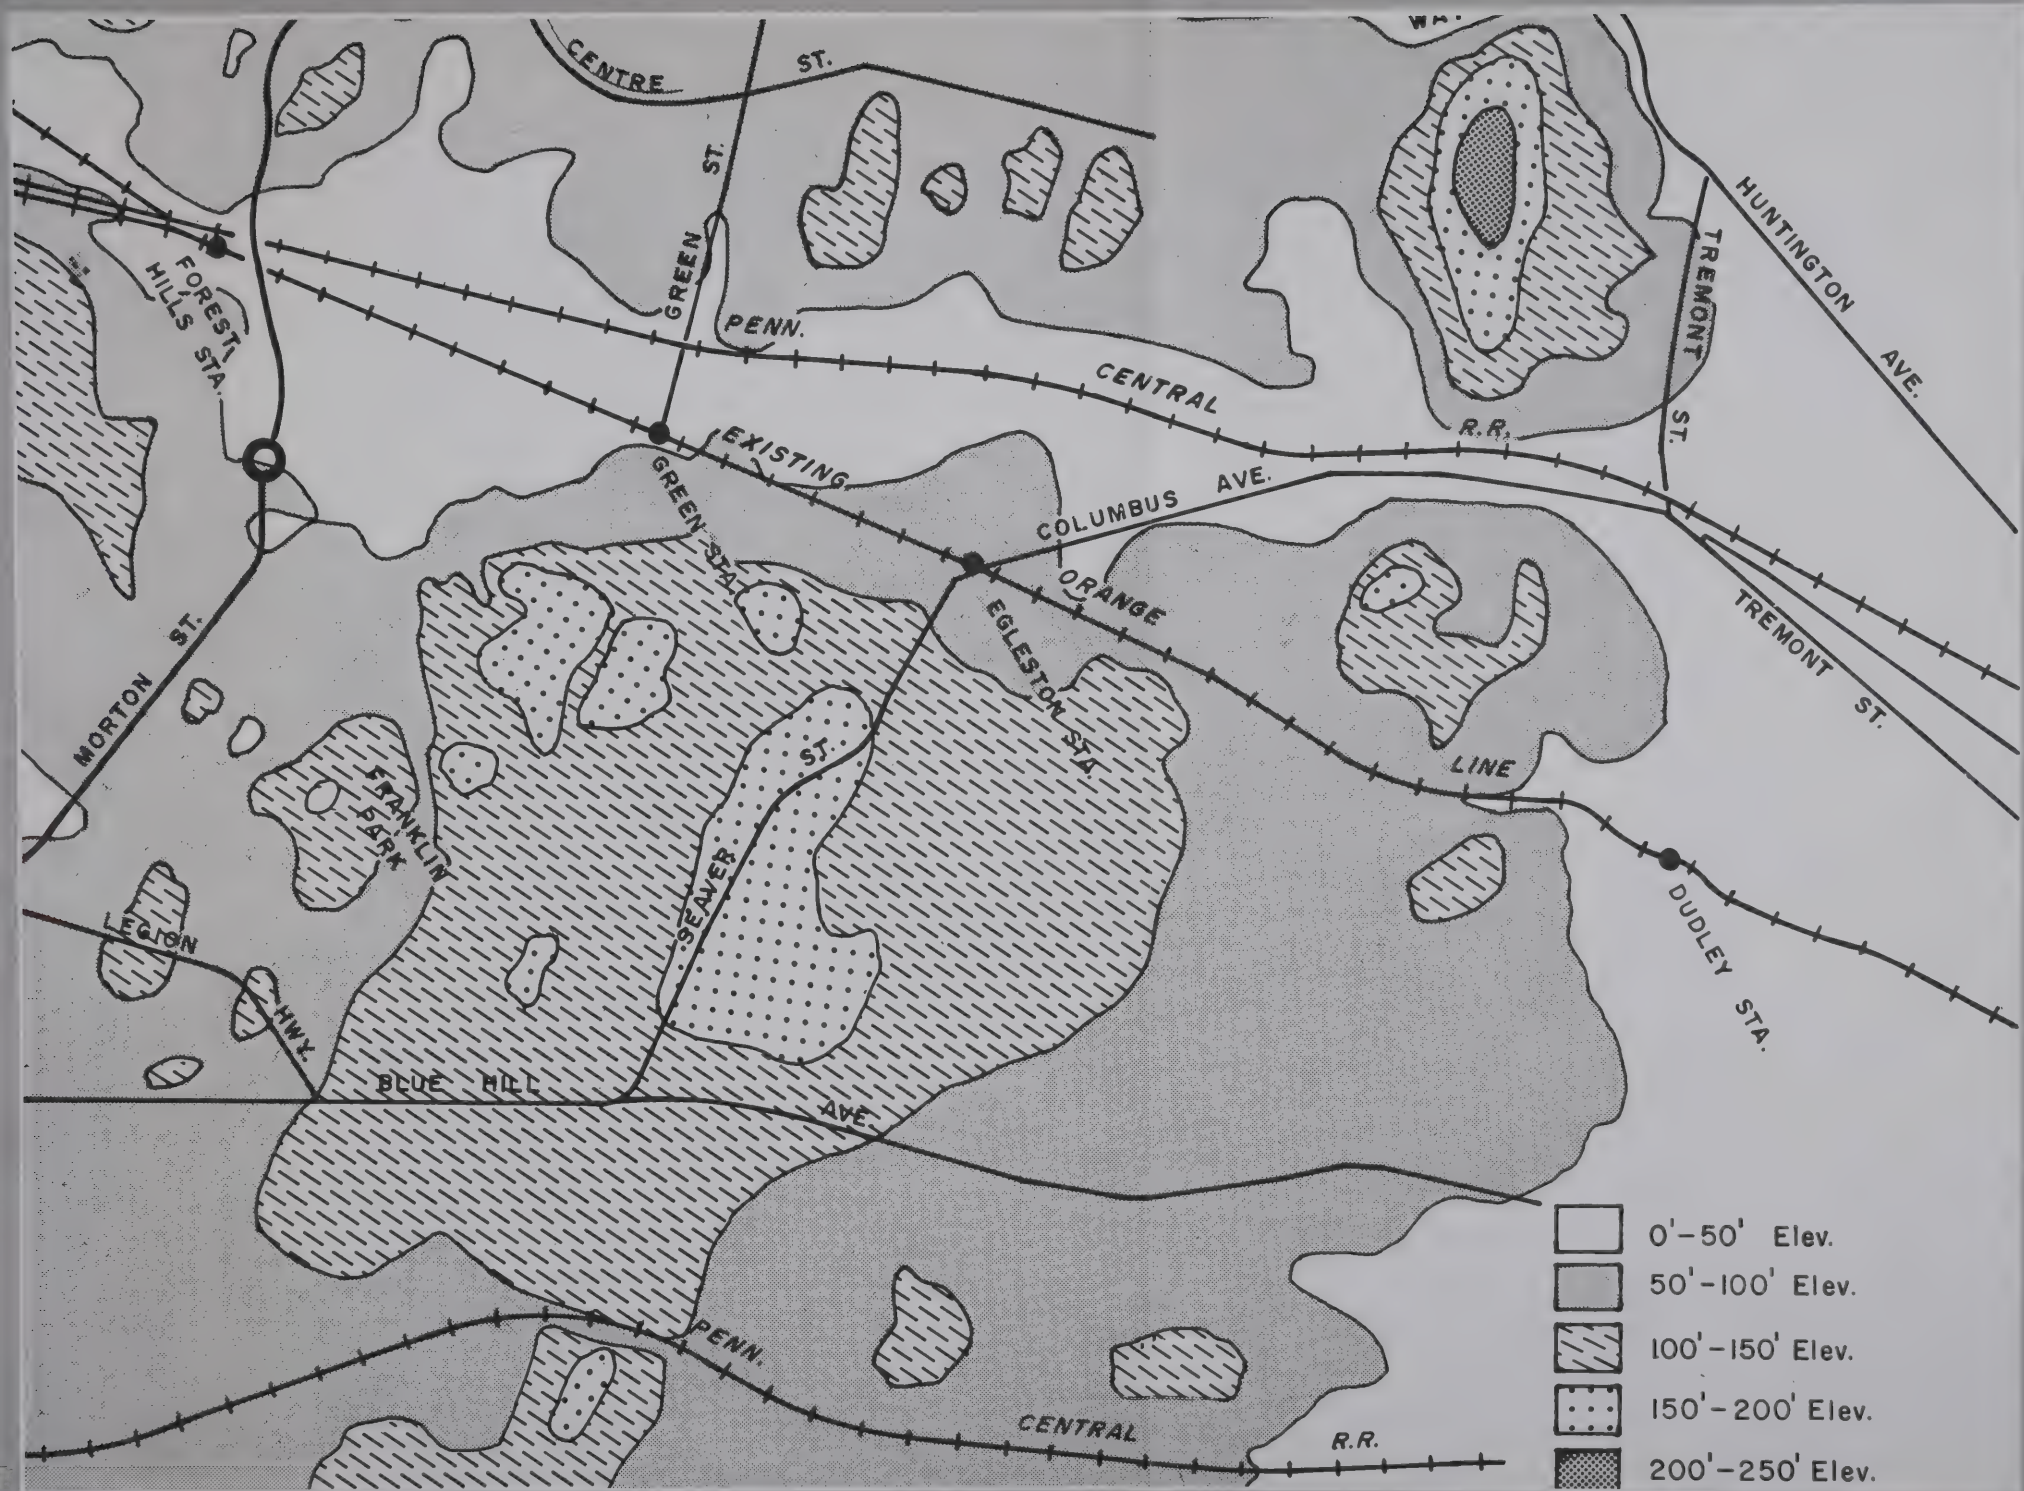 WAY
CENTRE ST.
GREEN ST.
HUNTINGTON AVE.
TREMONT ST.
FOREST
HILLS STA.
PENN. CENTRAL R.R.
EXISTING ORANGE LINE
GREEN STA.
COLUMBUS AVE.
EGLESTON STA.
TREMONT ST.
MORTON ST.
FRANKLIN
PARK
SEAVER ST.
DUDLEY STA.
LEGION HWY.
BLUE HILL AVE.
PENN. CENTRAL R.R.
0'-50' Elev.
50'-100' Elev.
100'-150' Elev.
150'-200' Elev.
200'-250' Elev.